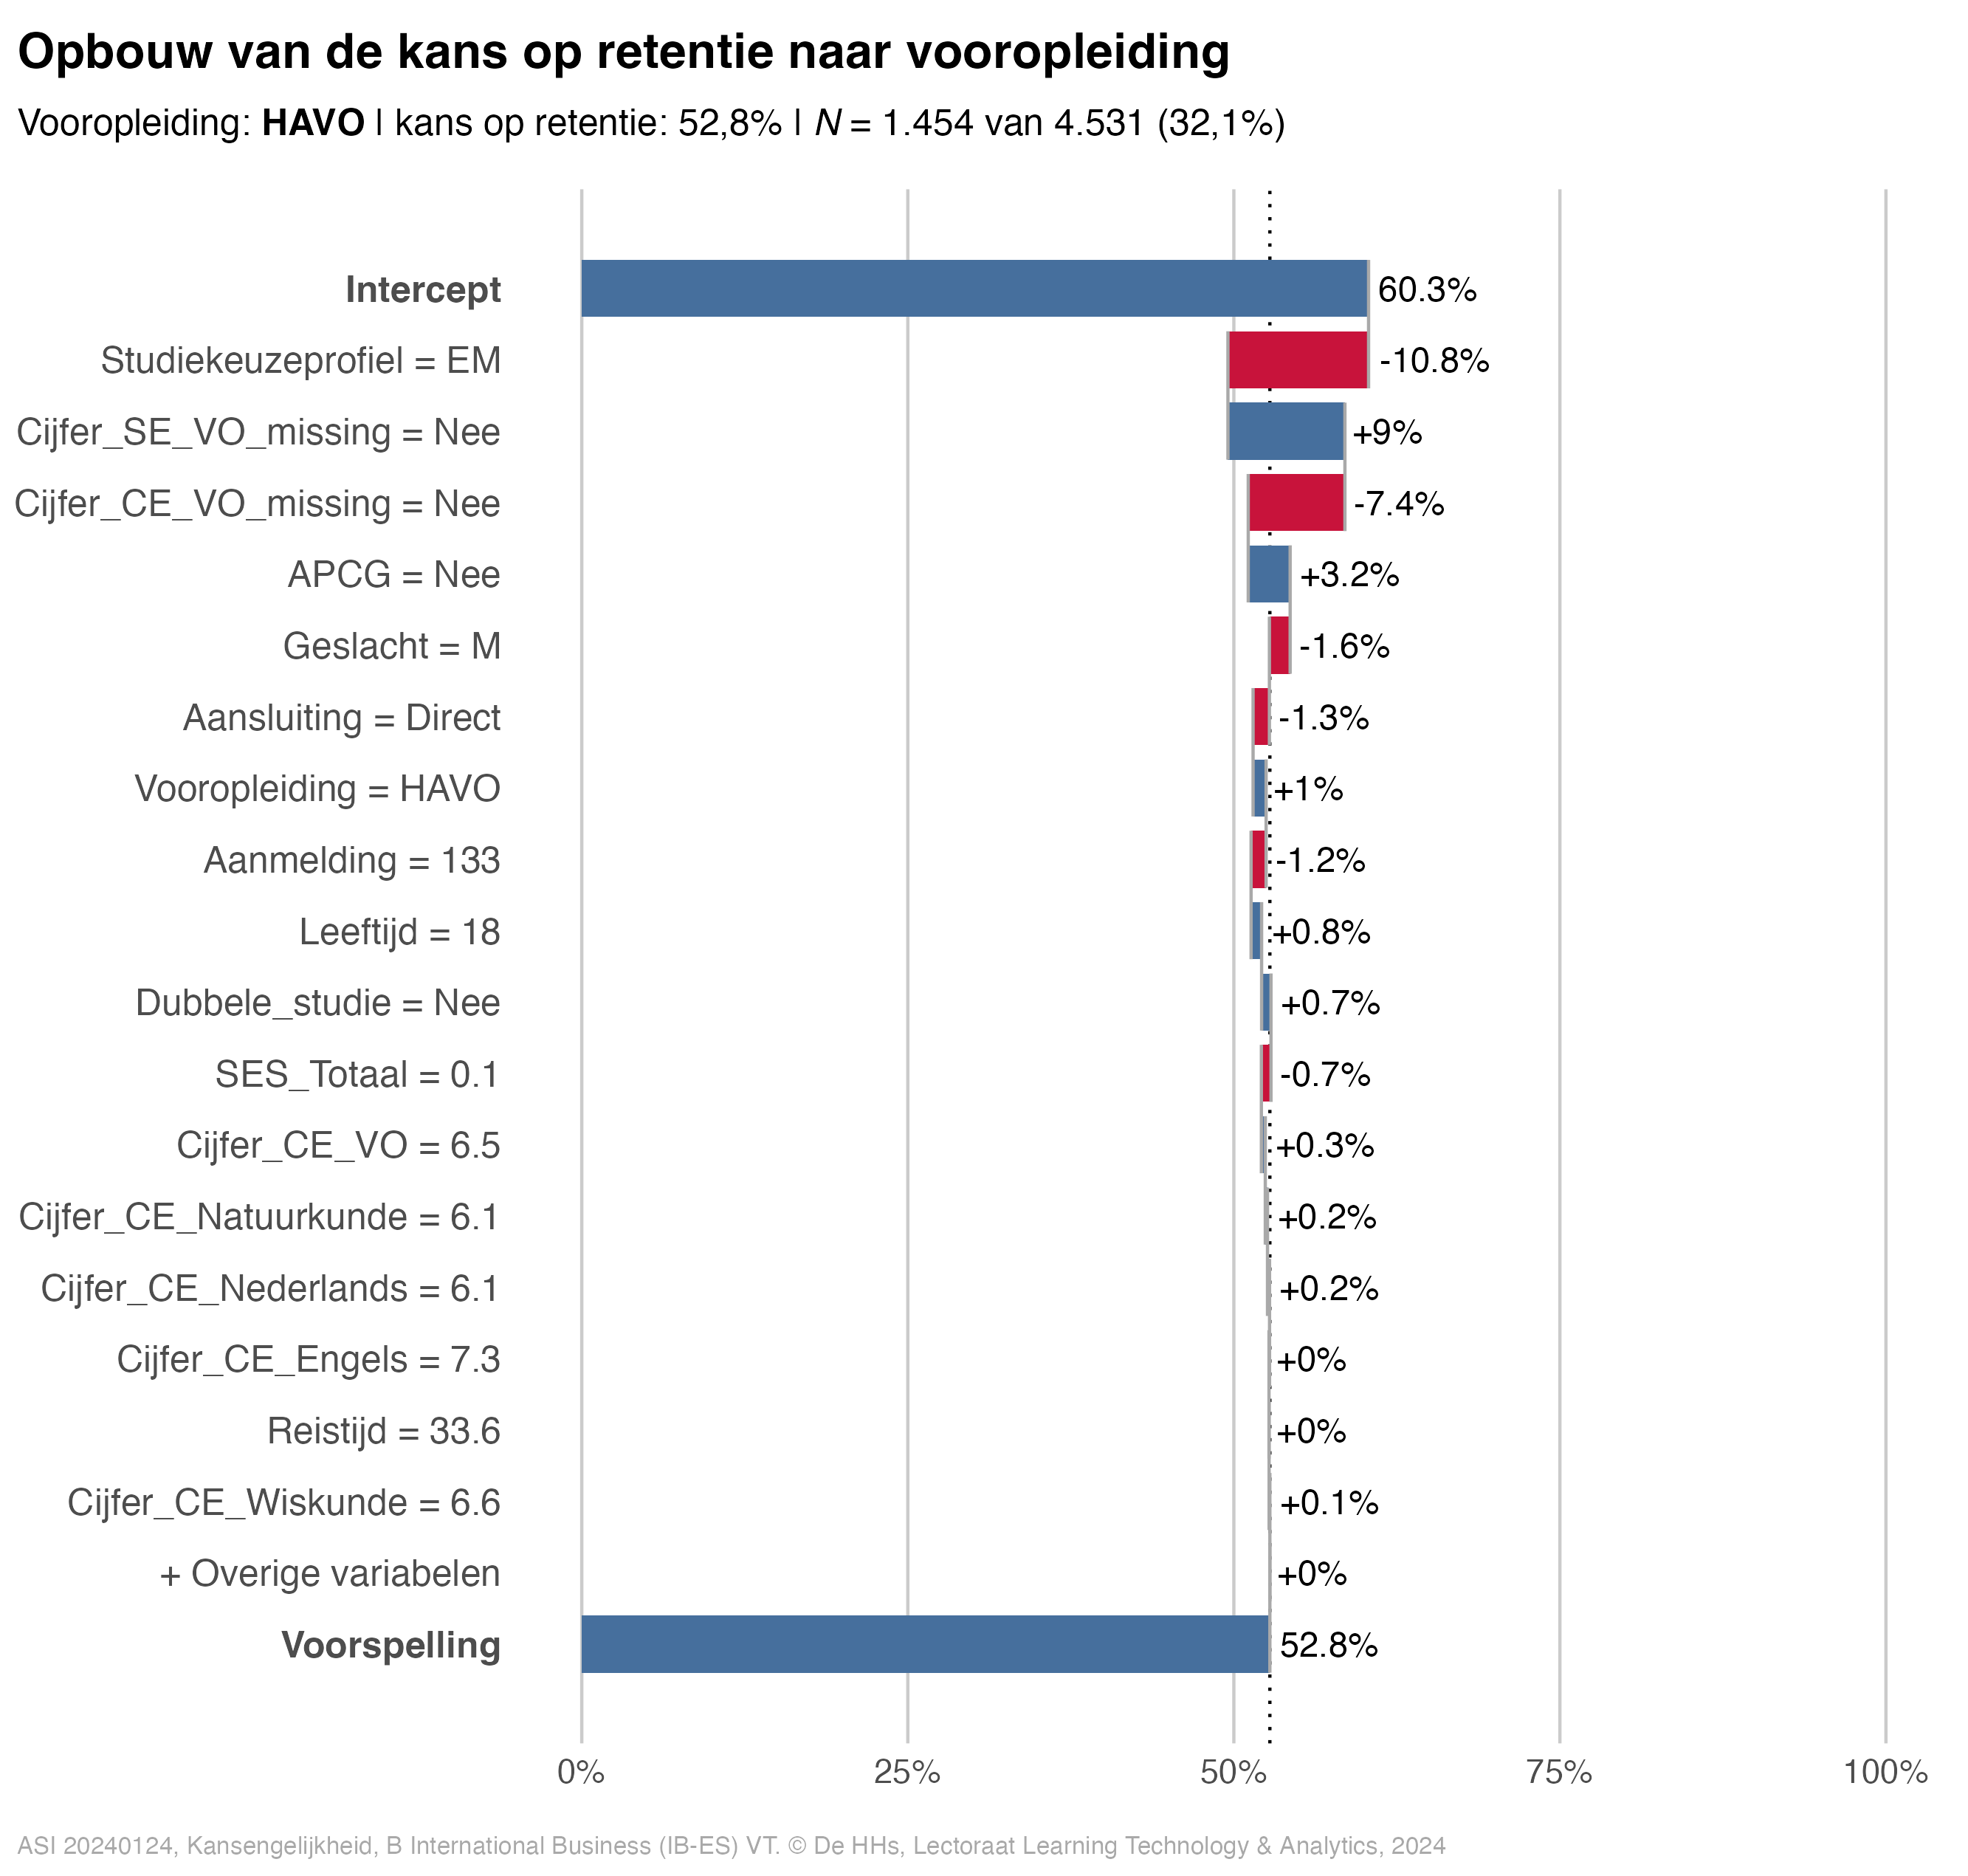 Opbouw van de kans op retentie naar vooropleiding
Vooropleiding: HAVO | kans op retentie: 52,8% | N = 1.454 van 4.531 (32,1%)
Intercept 60.3%
Studiekeuzeprofiel = EM -10.8%
Cijfer_SE_VO_missing = Nee +9%
Cijfer_CE_VO_missing = Nee -7.4%
APCG = Nee +3.2%
Geslacht = M -1.6%
Aansluiting = Direct -1.3%
Vooropleiding = HAVO +1%
Aanmelding = 133 -1.2%
Leeftijd = 18 +0.8%
Dubbele_studie = Nee +0.7%
SES_Totaal = 0.1 -0.7%
Cijfer_CE_VO = 6.5 +0.3%
Cijfer_CE_Natuurkunde = 6.1 +0.2%
Cijfer_CE_Nederlands = 6.1 +0.2%
Cijfer_CE_Engels = 7.3 +0%
Reistijd = 33.6 +0%
Cijfer_CE_Wiskunde = 6.6 +0.1%
+ Overige variabelen +0%
Voorspelling 52.8%
0% 25% 50% 75% 100%
ASI 20240124, Kansengelijkheid, B International Business (IB-ES) VT. © De HHs, Lectoraat Learning Technology & Analytics, 2024